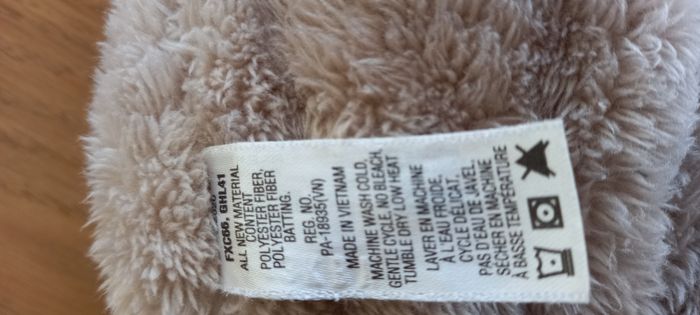 FXC66, GHL41
ALL NEW MATERIAL
CONTENT
POLYESTER FIBER,
POLYESTER FIBER
BATTING.
REG. NO.
PA-18935(VN)
MADE IN VIETNAM
MACHINE WASH COLD,
GENTLE CYCLE, NO BLEACH,
TUMBLE DRY LOW HEAT
LAVER EN MACHINE
À L'EAU FROIDE,
CYCLE DÉLICAT,
PAS D'EAU DE JAVEL.
SÉCHER EN MACHINE
À BASSE TEMPÉRATURE